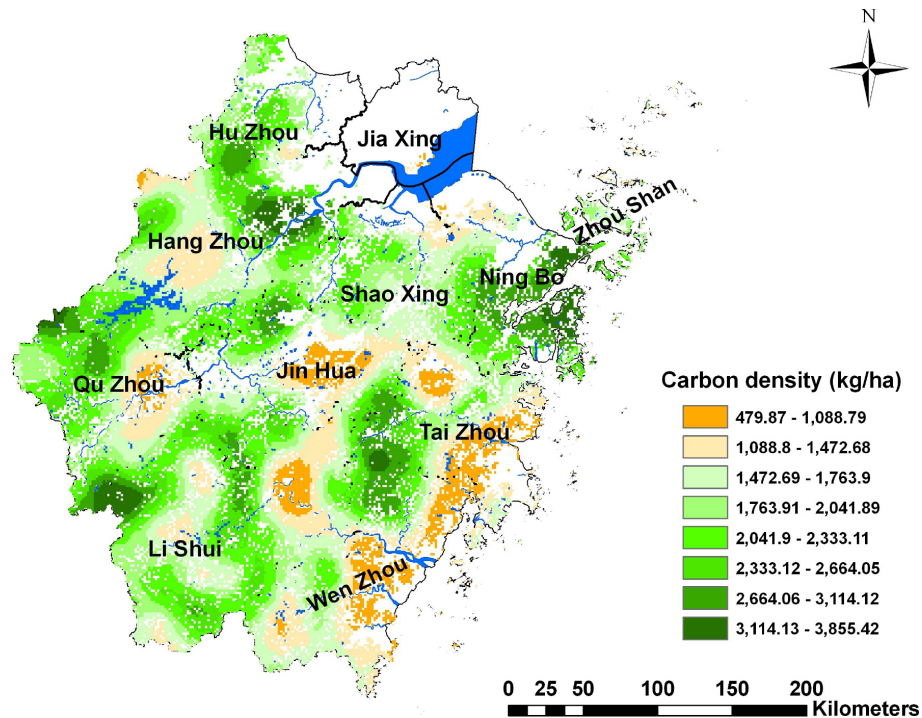 N
Hu Zhou
Jia Xing
Zhou Shan
Hang Zhou
Ning Bo
Shao Xing
Jin Hua
Qu Zhou
Tai Zhou
Li Shui
Wen Zhou
Carbon density (kg/ha)
479.87 - 1,088.79
1,088.8 - 1,472.68
1,472.69 - 1,763.9
1,763.91 - 2,041.89
2,041.9 - 2,333.11
2,333.12 - 2,664.05
2,664.06 - 3,114.12
3,114.13 - 3,855.42
0 25 50 100 150 200
Kilometers